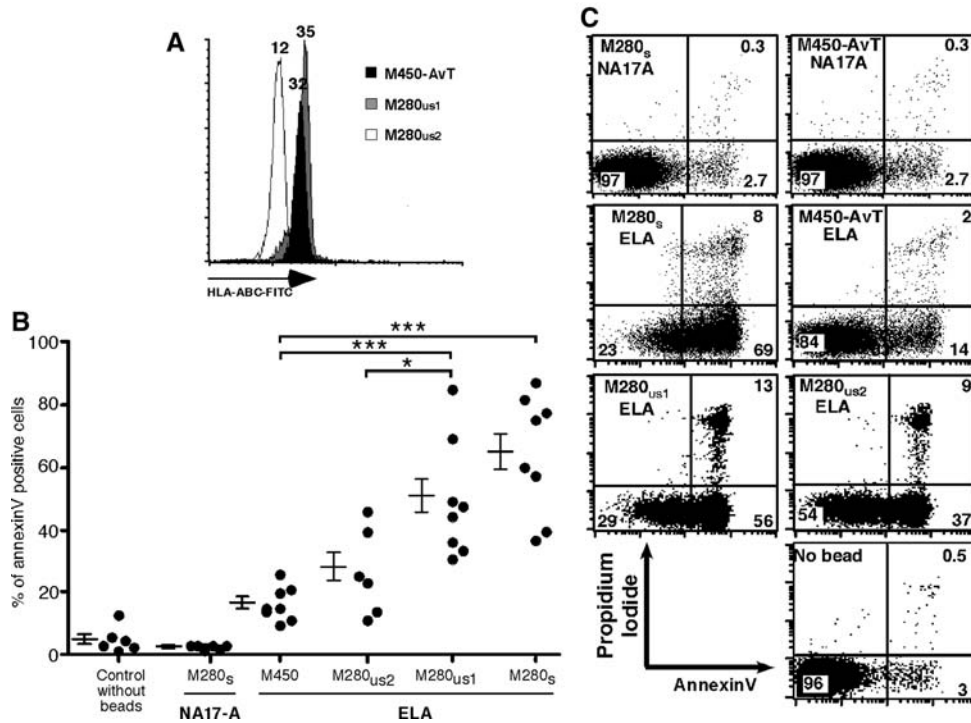 A
12
35
32
M450-AvT
M280us1
M280us2
HLA-ABC-FITC
B
100
80
60
40
20
0
% of annexinV positive cells
***
***
*
Control without beads
M280s
M450
M280us2
M280us1
M280s
NA17-A
ELA
C
M280s
NA17A
0.3
97
2.7
M450-AvT
NA17A
0.3
97
2.7
M280s
ELA
8
23
69
M450-AvT
ELA
2
84
14
M280us1
ELA
13
29
56
M280us2
ELA
9
54
37
No bead
0.5
96
3
Propidium
Iodide
AnnexinV